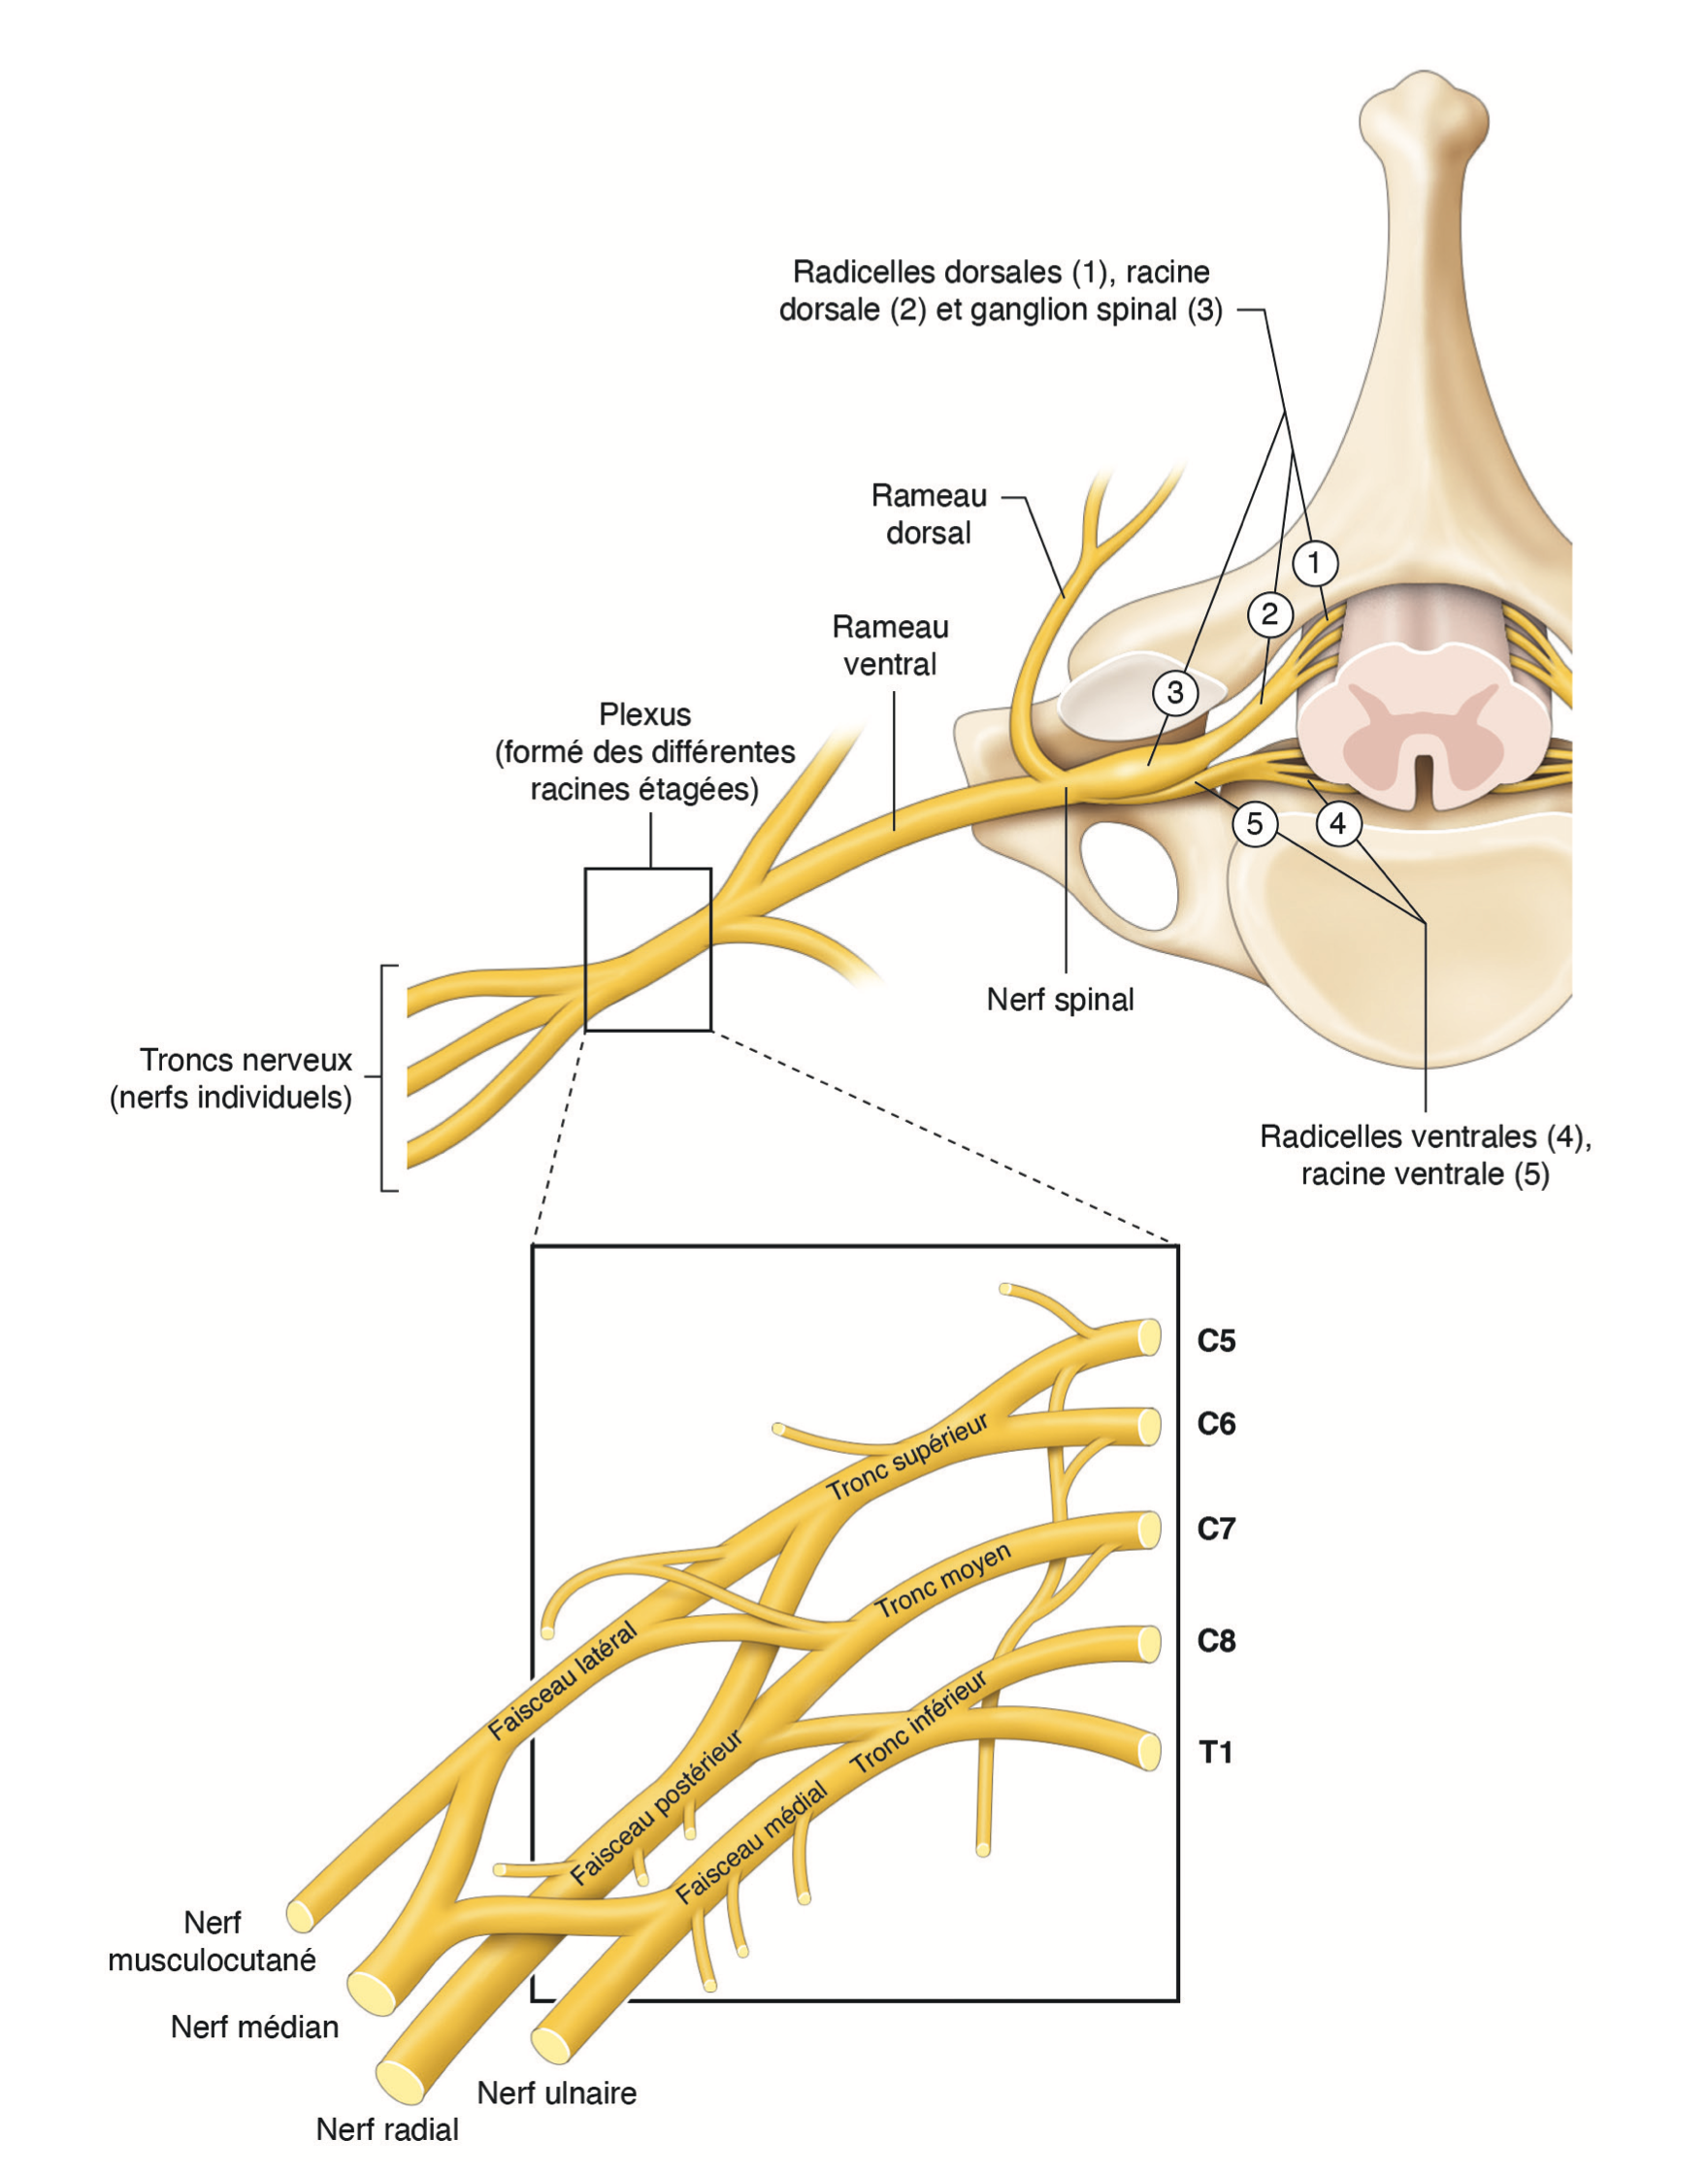 Radicelles dorsales (1), racine
dorsale (2) et ganglion spinal (3)
Rameau
dorsal
1
2
Rameau
ventral
3
Plexus
(formé des différentes
racines étagées)
5
4
Nerf spinal
Troncs nerveux
(nerfs individuels)
Radicelles ventrales (4),
racine ventrale (5)
C5
C6
Tronc supérieur
C7
Tronc moyen
C8
Faisceau latéral
Tronc inférieur
T1
Faisceau postérieur
Faisceau médial
Nerf
musculocutané
Nerf médian
Nerf ulnaire
Nerf radial